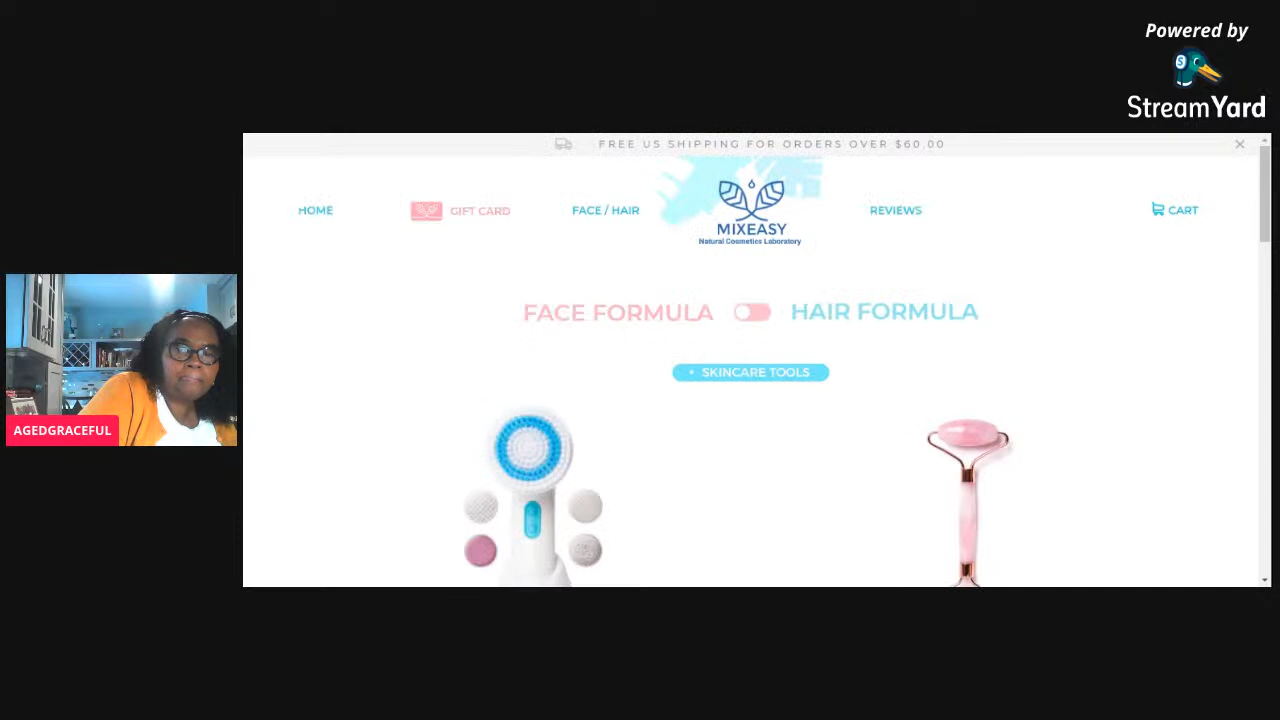 Powered by
StreamYard
FREE US SHIPPING FOR ORDERS OVER $60.00
HOME
GIFT CARD
FACE / HAIR
MIXEASY
Natural Cosmetics Laboratory
REVIEWS
CART
FACE FORMULA
HAIR FORMULA
• SKINCARE TOOLS
AGEDGRACEFUL